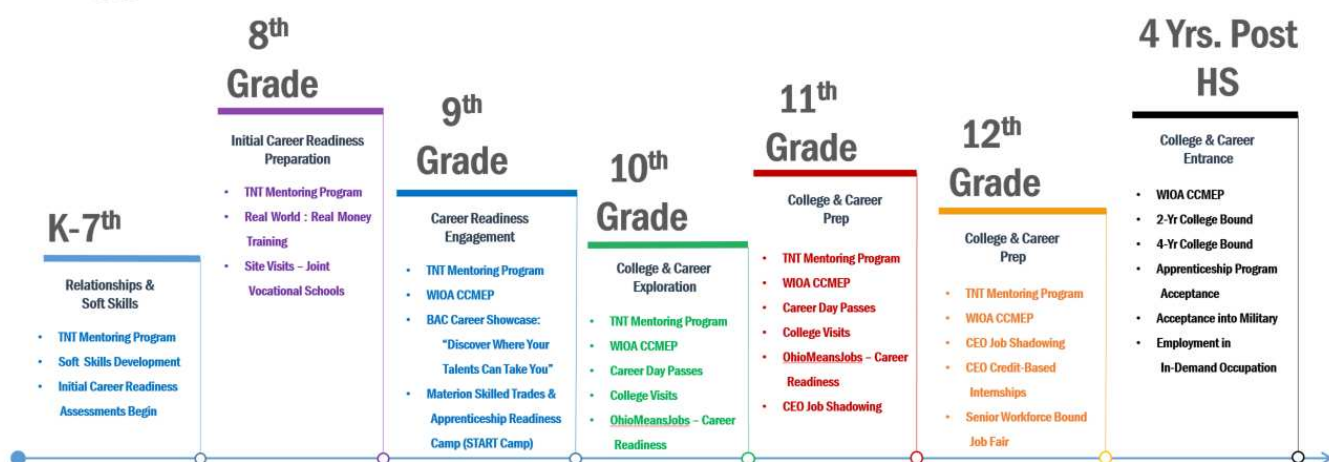 K-7th
Relationships &
Soft Skills
• TNT Mentoring Program
• Soft Skills Development
• Initial Career Readiness
Assessments Begin
8th
Grade
Initial Career Readiness
Preparation
• TNT Mentoring Program
• Real World : Real Money
Training
• Site Visits – Joint
Vocational Schools
9th
Grade
Career Readiness
Engagement
• TNT Mentoring Program
• WIOA CCMEP
• BAC Career Showcase:
"Discover Where Your
Talents Can Take You"
• Materion Skilled Trades &
Apprenticeship Readiness
Camp (START Camp)
10th
Grade
College & Career
Exploration
• TNT Mentoring Program
• WIOA CCMEP
• Career Day Passes
• College Visits
• OhioMeansJobs – Career
Readiness
11th
Grade
College & Career
Prep
• TNT Mentoring Program
• WIOA CCMEP
• Career Day Passes
• College Visits
• OhioMeansJobs – Career
Readiness
• CEO Job Shadowing
12th
Grade
College & Career
Prep
• TNT Mentoring Program
• WIOA CCMEP
• CEO Job Shadowing
• CEO Credit-Based
Internships
• Senior Workforce Bound
Job Fair
4 Yrs. Post
HS
College & Career
Entrance
• WIOA CCMEP
• 2-Yr College Bound
• 4-Yr College Bound
• Apprenticeship Program
Acceptance
• Acceptance into Military
• Employment in
In-Demand Occupation